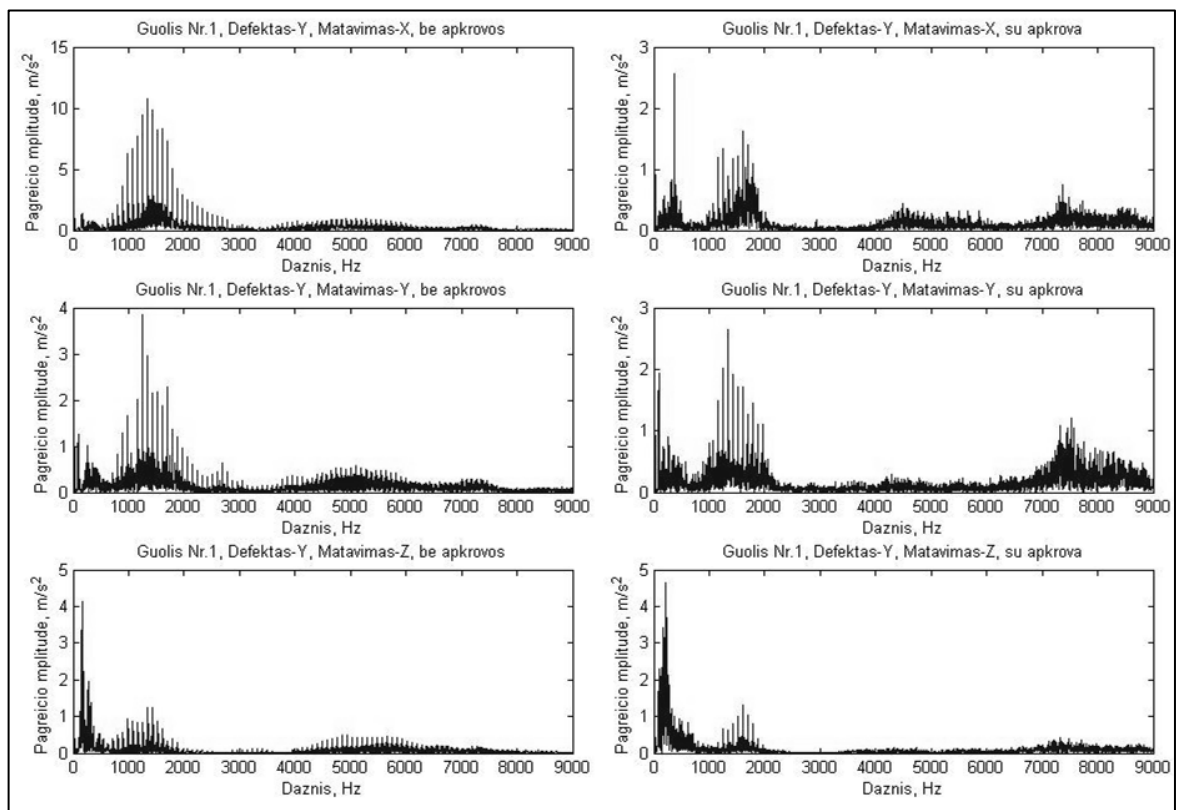 Guolis Nr.1, Defektas-Y, Matavimas-X, be apkrovos
15
10
5
0
Pagreicio mplitude, m/s²
0 1000 2000 3000 4000 5000 6000 7000 8000 9000
Daznis, Hz
Guolis Nr.1, Defektas-Y, Matavimas-X, su apkrova
3
2
1
0
Pagreicio mplitude, m/s²
0 1000 2000 3000 4000 5000 6000 7000 8000 9000
Daznis, Hz
Guolis Nr.1, Defektas-Y, Matavimas-Y, be apkrovos
4
3
2
1
0
Pagreicio mplitude, m/s²
0 1000 2000 3000 4000 5000 6000 7000 8000 9000
Daznis, Hz
Guolis Nr.1, Defektas-Y, Matavimas-Y, su apkrova
3
2
1
0
Pagreicio mplitude, m/s²
0 1000 2000 3000 4000 5000 6000 7000 8000 9000
Daznis, Hz
Guolis Nr.1, Defektas-Y, Matavimas-Z, be apkrovos
5
4
3
2
1
0
Pagreicio mplitude, m/s²
0 1000 2000 3000 4000 5000 6000 7000 8000 9000
Daznis, Hz
Guolis Nr.1, Defektas-Y, Matavimas-Z, su apkrova
5
4
3
2
1
0
Pagreicio mplitude, m/s²
0 1000 2000 3000 4000 5000 6000 7000 8000 9000
Daznis, Hz